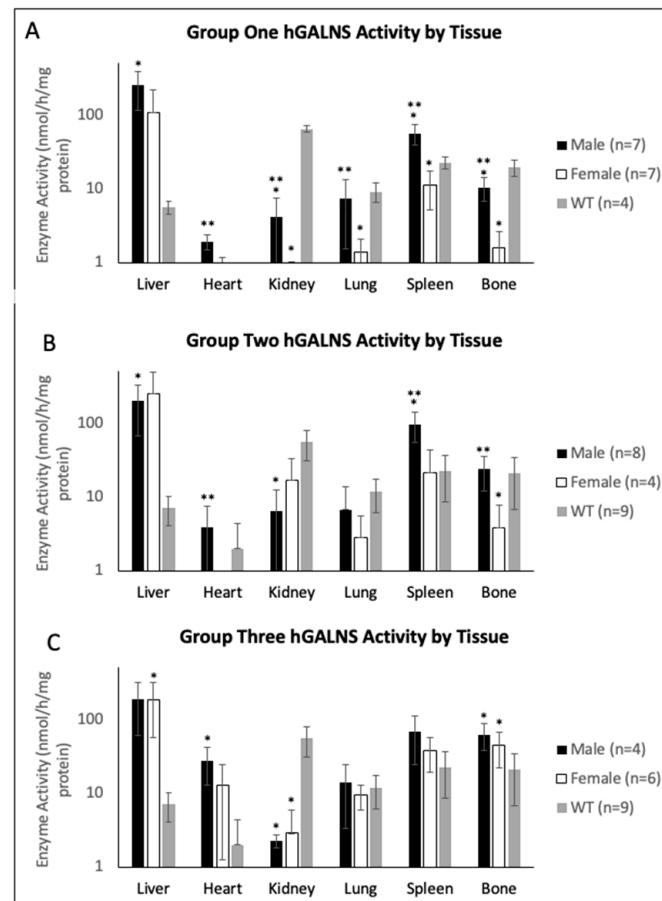 A
Group One hGALNS Activity by Tissue
Enzyme Activity (nmol/h/mg
protein)
100
10
1
*
**
**
*
*
**
*
**
*
*
**
*
*
Liver Heart Kidney Lung Spleen Bone
Male (n=7)
Female (n=7)
WT (n=4)
B
Group Two hGALNS Activity by Tissue
Enzyme Activity (nmol/h/mg
protein)
100
10
1
*
**
*
**
*
**
*
Liver Heart Kidney Lung Spleen Bone
Male (n=8)
Female (n=4)
WT (n=9)
C
Group Three hGALNS Activity by Tissue
Enzyme Activity (nmol/h/mg
protein)
100
10
1
*
*
*
*
*
*
Liver Heart Kidney Lung Spleen Bone
Male (n=4)
Female (n=6)
WT (n=9)